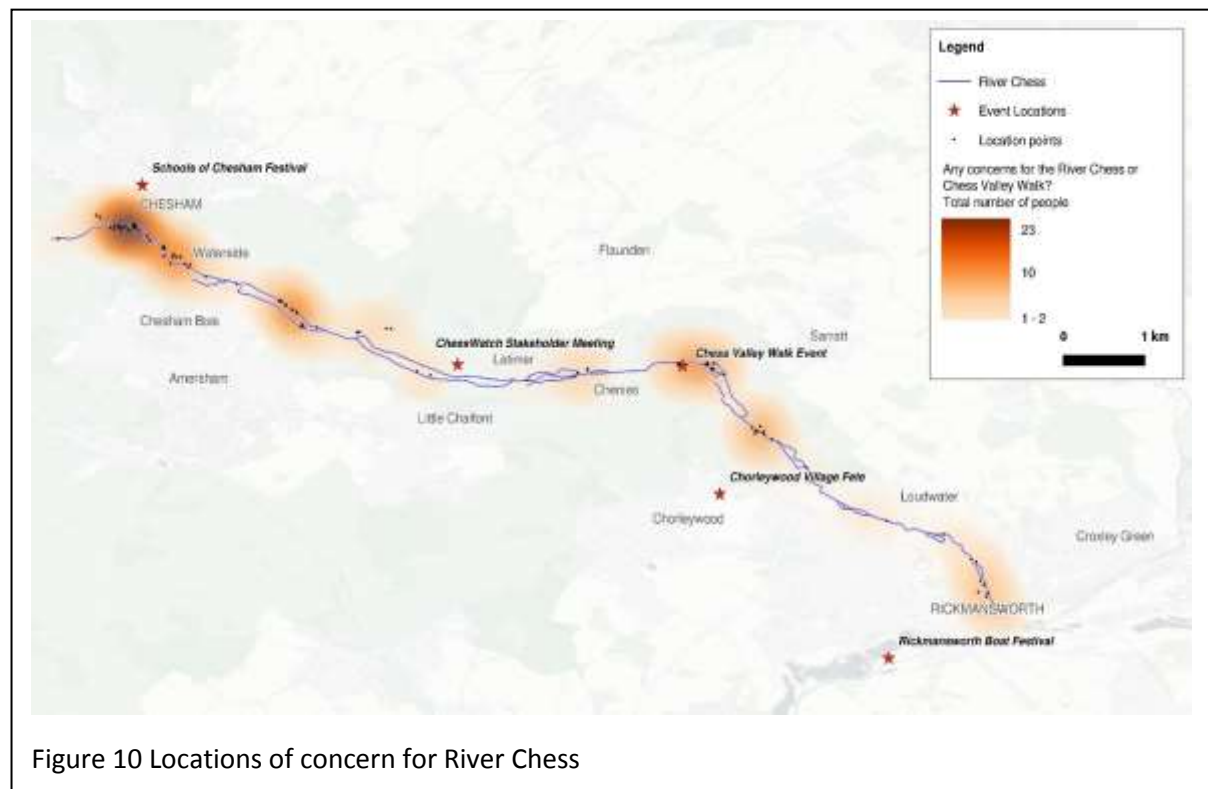 Legend
River Chess
Event Locations
Location points
Any concerns for the River Chess or
Chess Valley Walk?
Total number of people
23
10
1 - 2
0 1 km
Schools of Chesham Festival
CHESHAM
Waterside
Flaunden
Chesham Bois
Sarratt
ChessWatch Stakeholder Meeting
Chess Valley Walk Event
Latimer
Amersham
Chenies
Little Chalfont
Chorleywood Village Fete
Loudwater
Chorleywood
Croxley Green
RICKMANSWORTH
Rickmansworth Boat Festival
Figure 10 Locations of concern for River Chess